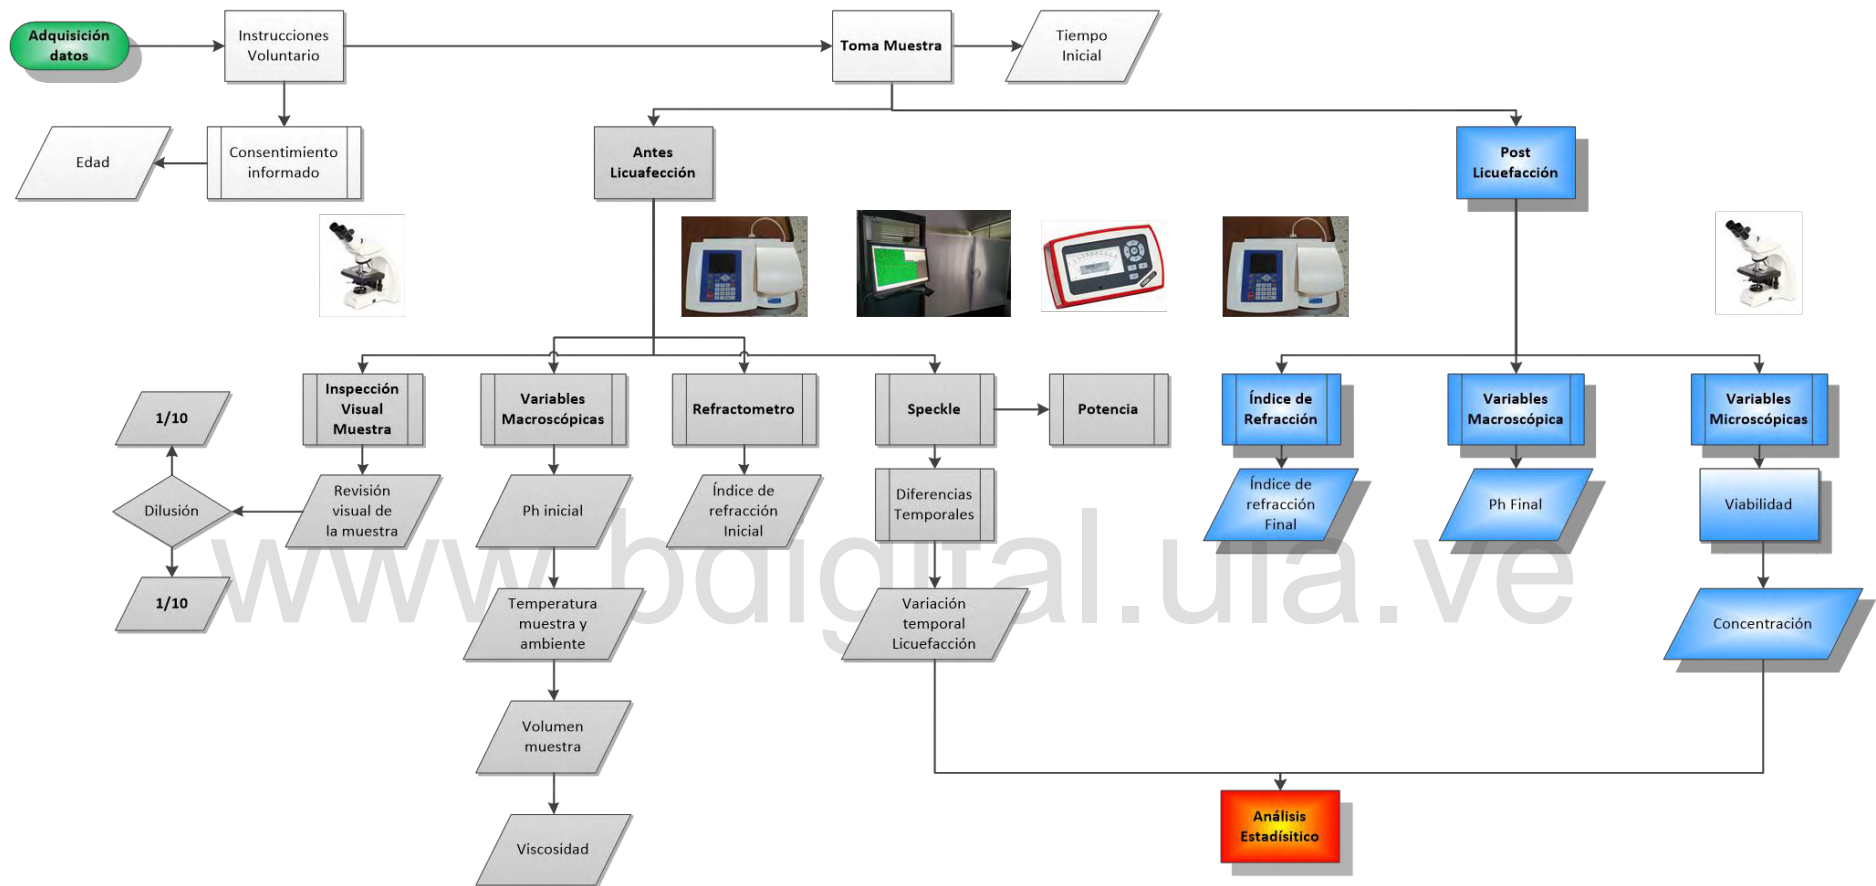 Adquisición
datos
Instrucciones
Voluntario
Toma Muestra
Tiempo
Inicial
Edad
Consentimiento
informado
Antes
Licuafección
Post
Licuefacción
Inspección
Visual
Muestra
Variables
Macroscópicas
Refractometro
Speckle
Potencia
Índice de
Refracción
Variables
Macroscópica
Variables
Microscópicas
1/10
Dilusión
1/10
Revisión
visual de
la muestra
Ph inicial
Índice de
refracción
Inicial
Diferencias
Temporales
Índice de
refracción
Final
Ph Final
Viabilidad
www.bdigital.ula.ve
Temperatura
muestra y
ambiente
Variación
temporal
Licuefacción
Concentración
Volumen
muestra
Viscosidad
Análisis
Estadísitico